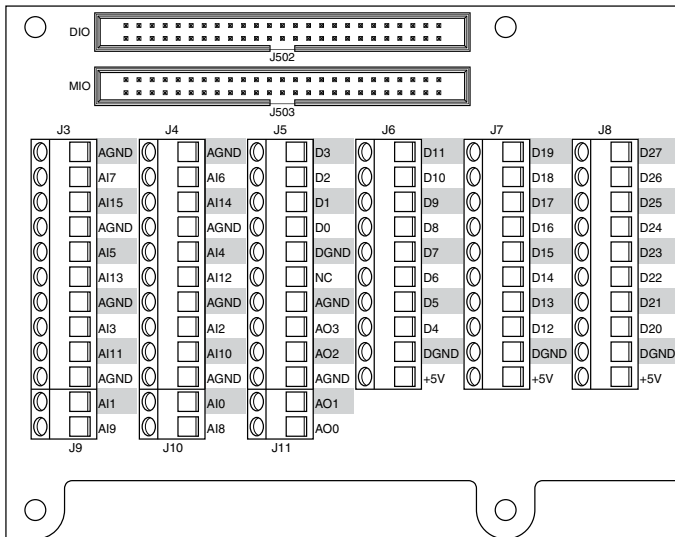 DIO
J502
MIO
J503
J3 J4 J5 J6 J7 J8
AGND AGND D3 D11 D19 D27
AI7 AI6 D2 D10 D18 D26
AI15 AI14 D1 D9 D17 D25
AGND AGND D0 D8 D16 D24
AI5 AI4 DGND D7 D15 D23
AI13 AI12 NC D6 D14 D22
AGND AGND AGND D5 D13 D21
AI3 AI2 AO3 D4 D12 D20
AI11 AI10 AO2 DGND DGND DGND
AGND AGND AGND +5V +5V +5V
AI1 AI0 AO1
AI9 AI8 AO0
J9 J10 J11